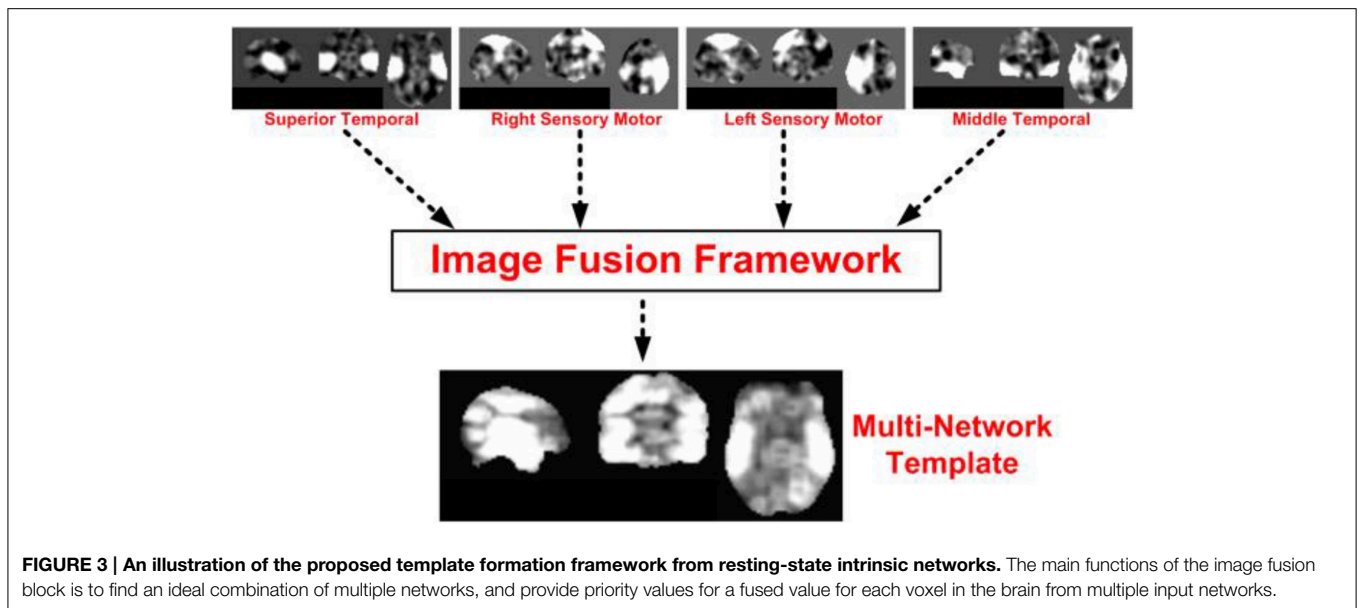 Superior Temporal
Right Sensory Motor
Left Sensory Motor
Middle Temporal
Image Fusion Framework
Multi-Network
Template
FIGURE 3 | An illustration of the proposed template formation framework from resting-state intrinsic networks. The main functions of the image fusion
block is to find an ideal combination of multiple networks, and provide priority values for a fused value for each voxel in the brain from multiple input networks.